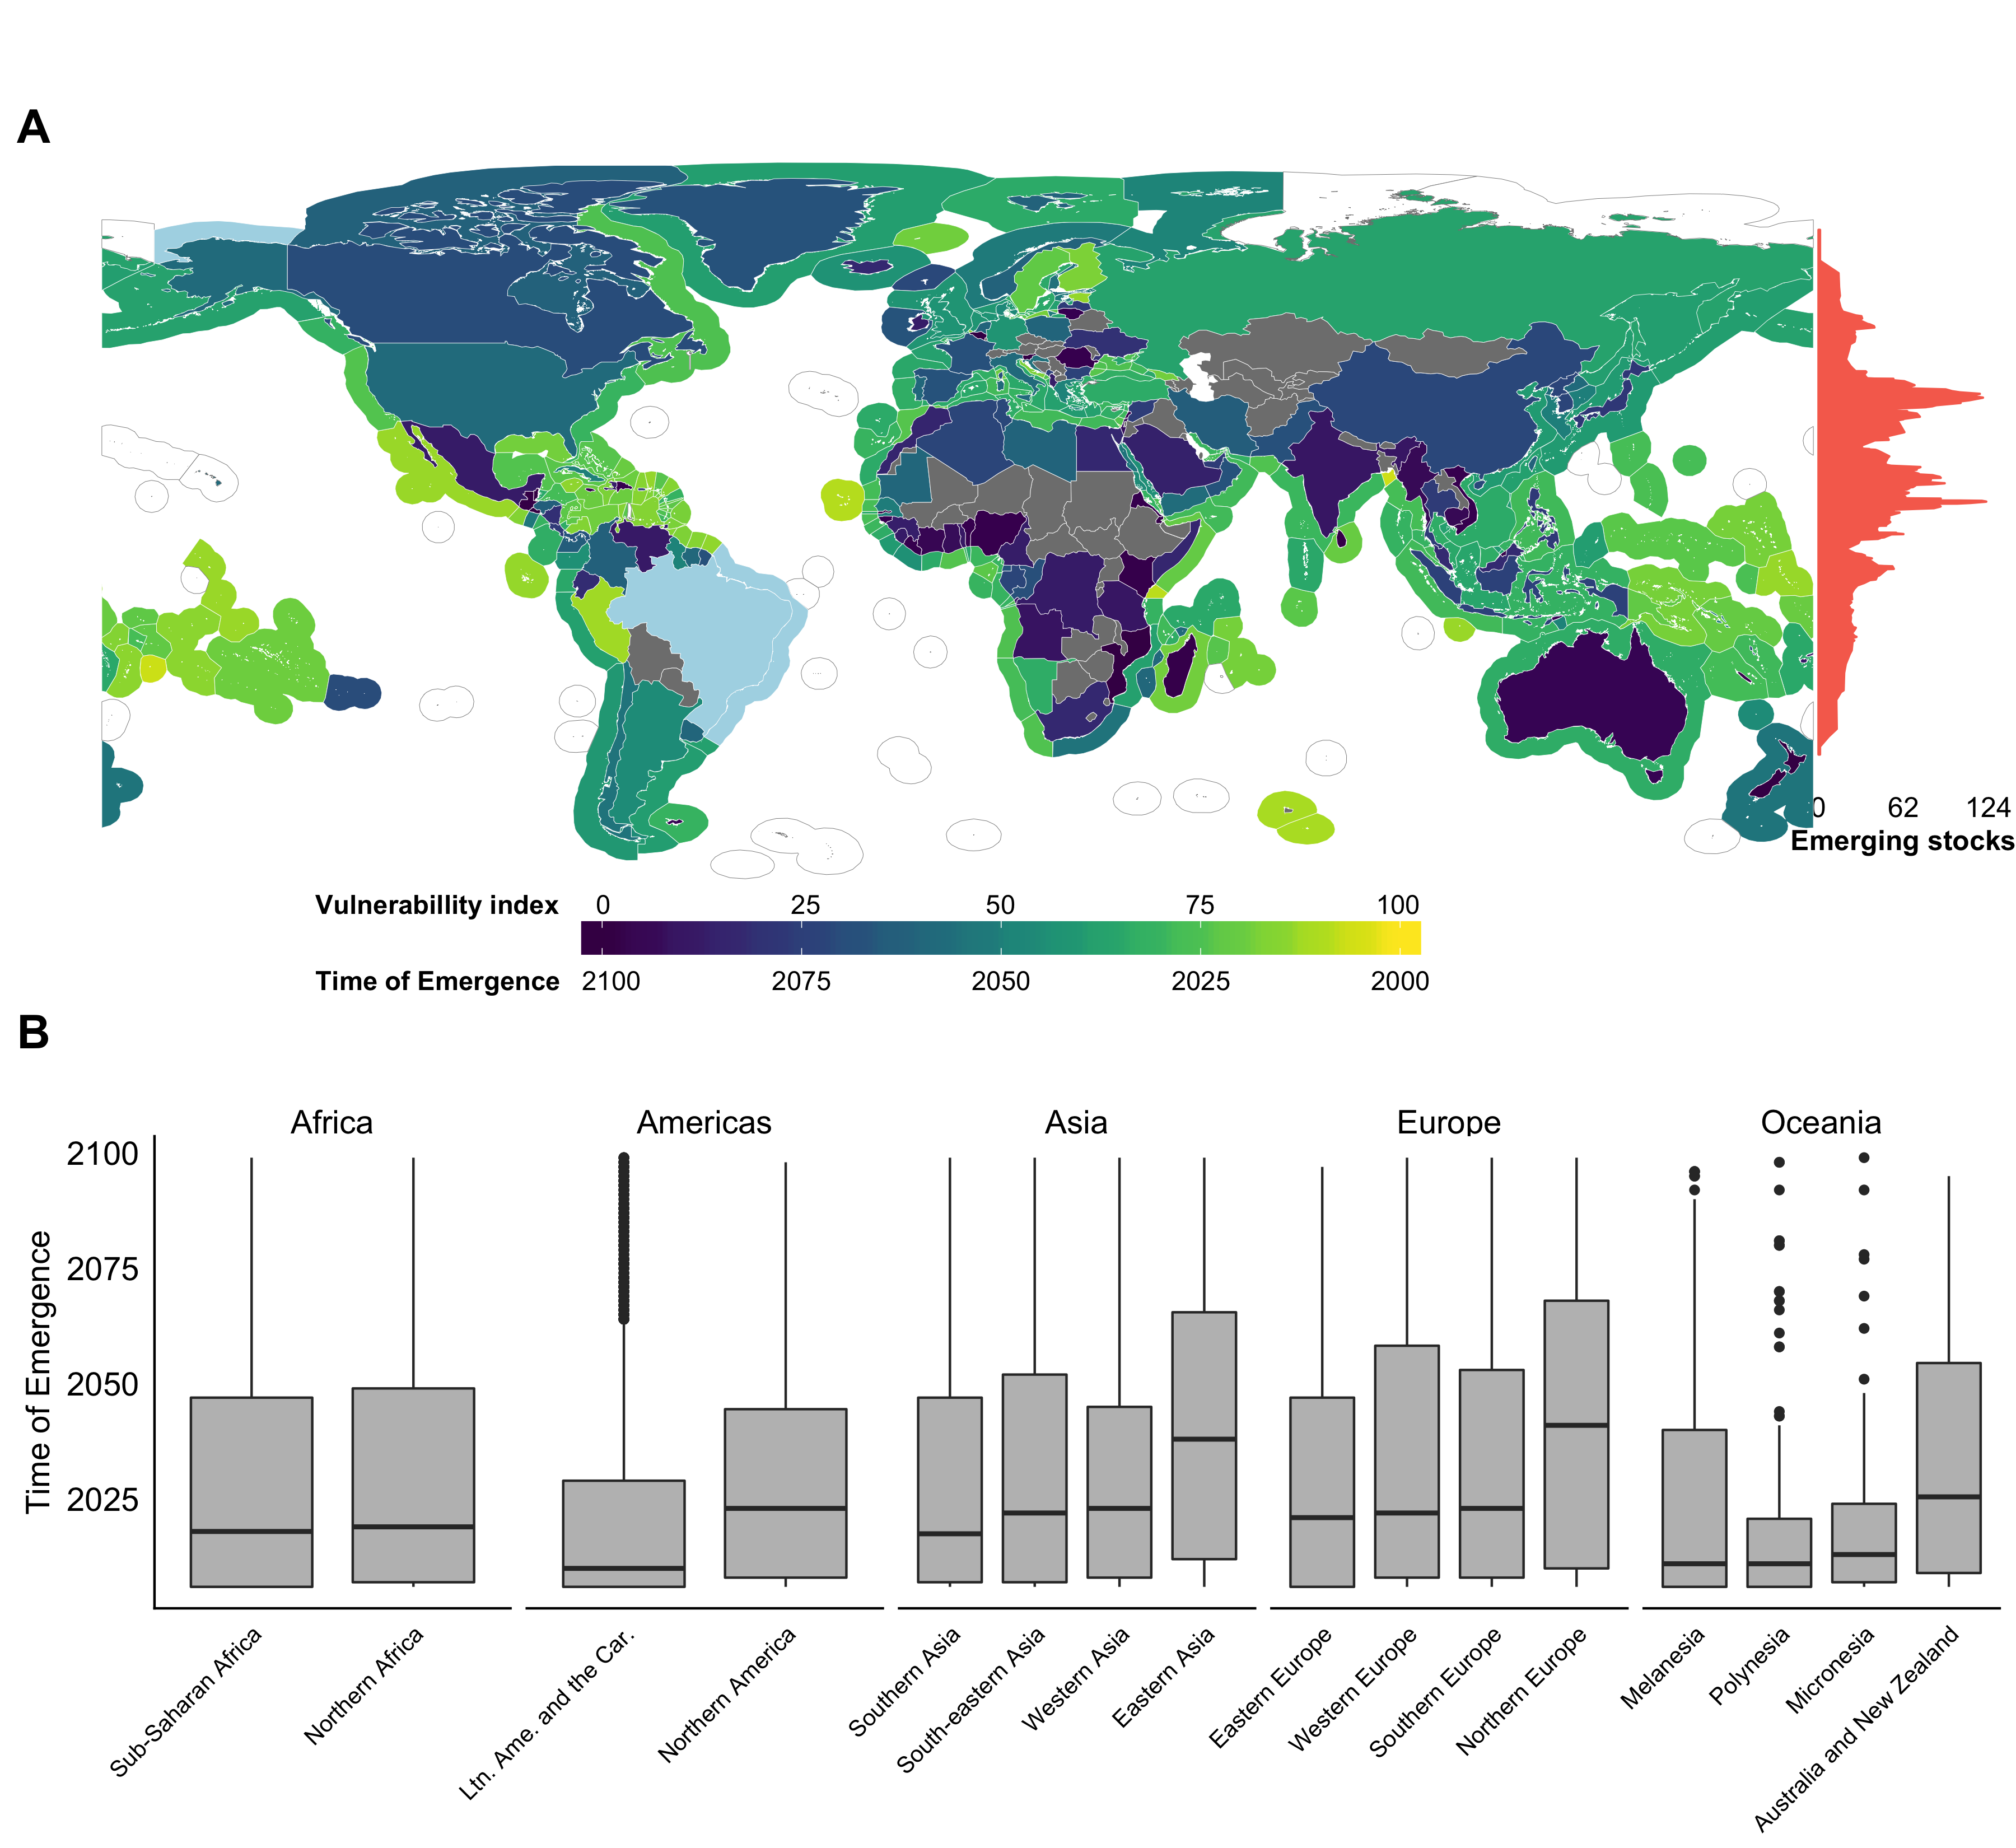 A
0 62 124
Emerging stocks
Vulnerabillity index 0 25 50 75 100
Time of Emergence 2100 2075 2050 2025 2000
B
Africa Americas Asia Europe Oceania
Time of Emergence
2100
2075
2050
2025
Sub-Saharan Africa
Northern Africa
Ltn. Ame. and the Car.
Northern America
Southern Asia
South-eastern Asia
Western Asia
Eastern Asia
Eastern Europe
Western Europe
Southern Europe
Northern Europe
Melanesia
Polynesia
Micronesia
Australia and New Zealand